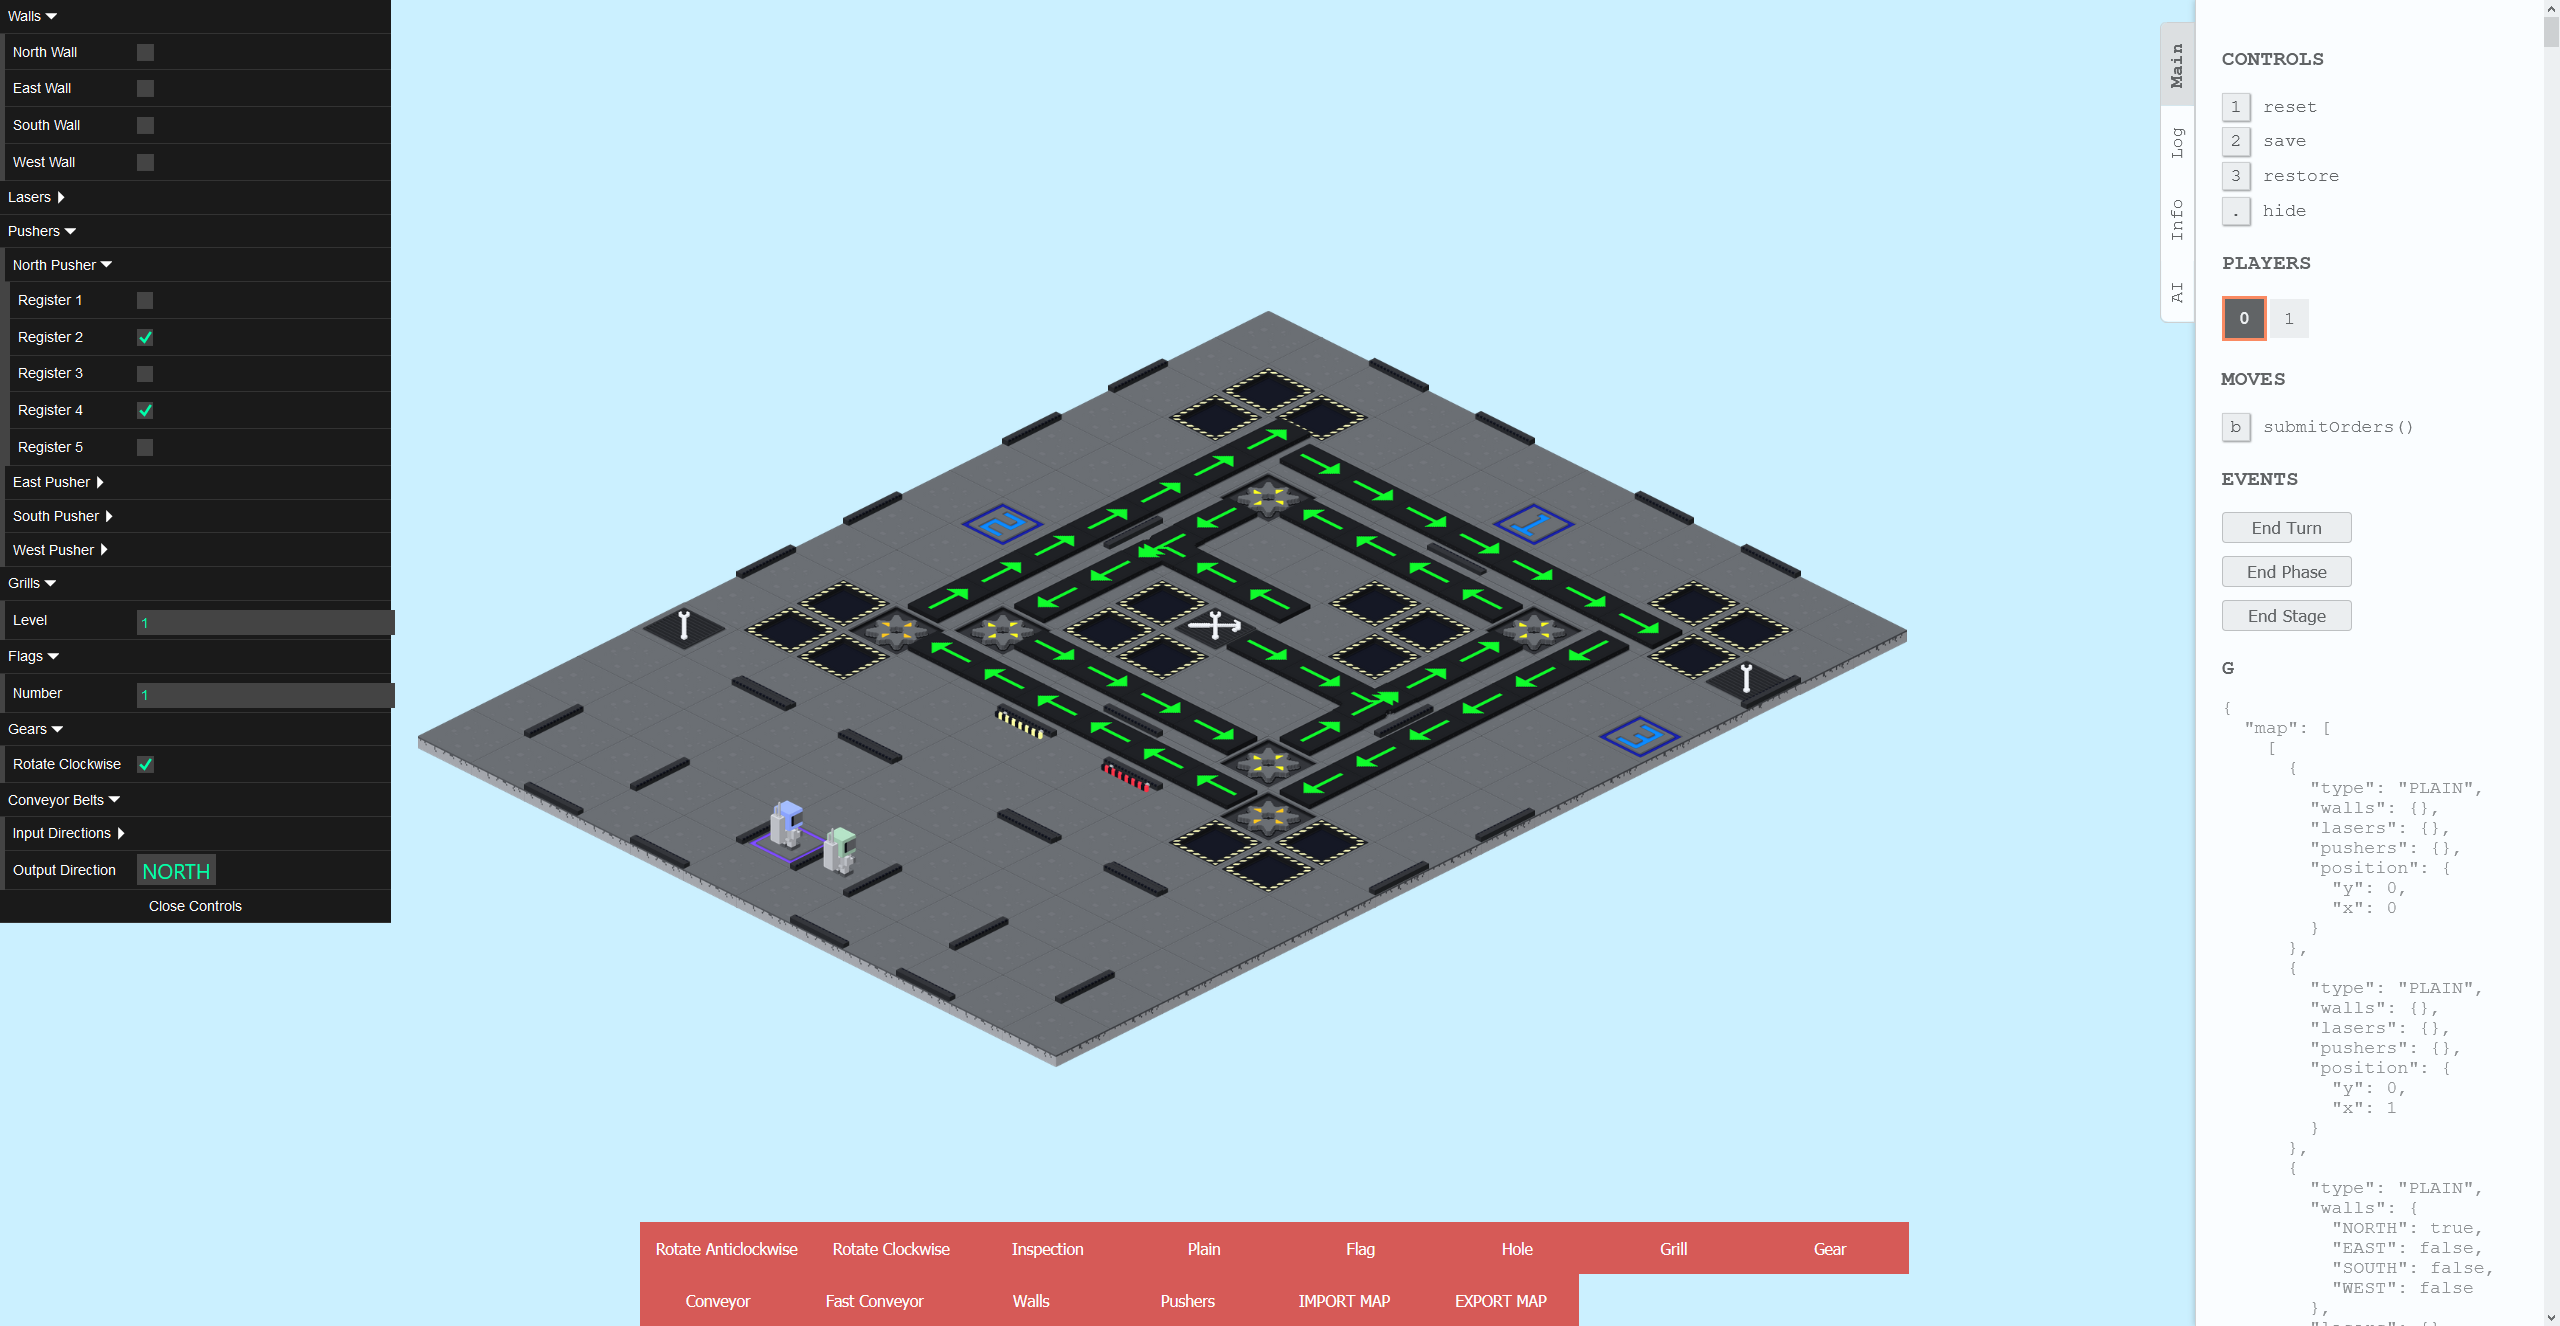 Walls
North Wall
East Wall
South Wall
West Wall
Lasers
Pushers
North Pusher
Register 1
Register 2
Register 3
Register 4
Register 5
East Pusher
South Pusher
West Pusher
Grills
Level 1
Flags
Number 1
Gears
Rotate Clockwise
Conveyor Belts
Input Directions
Output Direction NORTH
Close Controls
2
1
3
Rotate Anticlockwise Rotate Clockwise Inspection Plain Flag Hole Grill Gear
Conveyor Fast Conveyor Walls Pushers IMPORT MAP EXPORT MAP
Main
Log
Info
AI
CONTROLS
1 reset
2 save
3 restore
. hide
PLAYERS
0 1
MOVES
b submitOrders()
EVENTS
End Turn
End Phase
End Stage
G
{
"map": [
[
{
"type": "PLAIN",
"walls": {},
"lasers": {},
"pushers": {},
"position": {
"y": 0,
"x": 0
}
},
{
"type": "PLAIN",
"walls": {},
"lasers": {},
"pushers": {},
"position": {
"y": 0,
"x": 1
}
},
{
"type": "PLAIN",
"walls": {
"NORTH": true,
"EAST": false,
"SOUTH": false,
"WEST": false
},